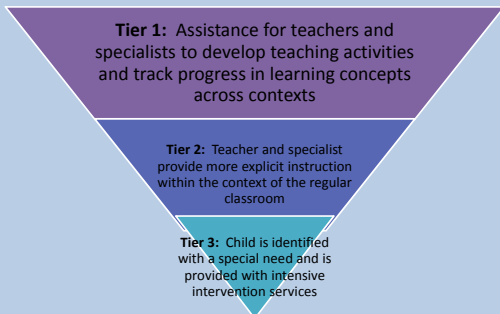 Tier 1: Assistance for teachers and
specialists to develop teaching activities
and track progress in learning concepts
across contexts
Tier 2: Teacher and specialist
provide more explicit instruction
within the context of the regular
classroom
Tier 3: Child is identified
with a special need and is
provided with intensive
intervention services